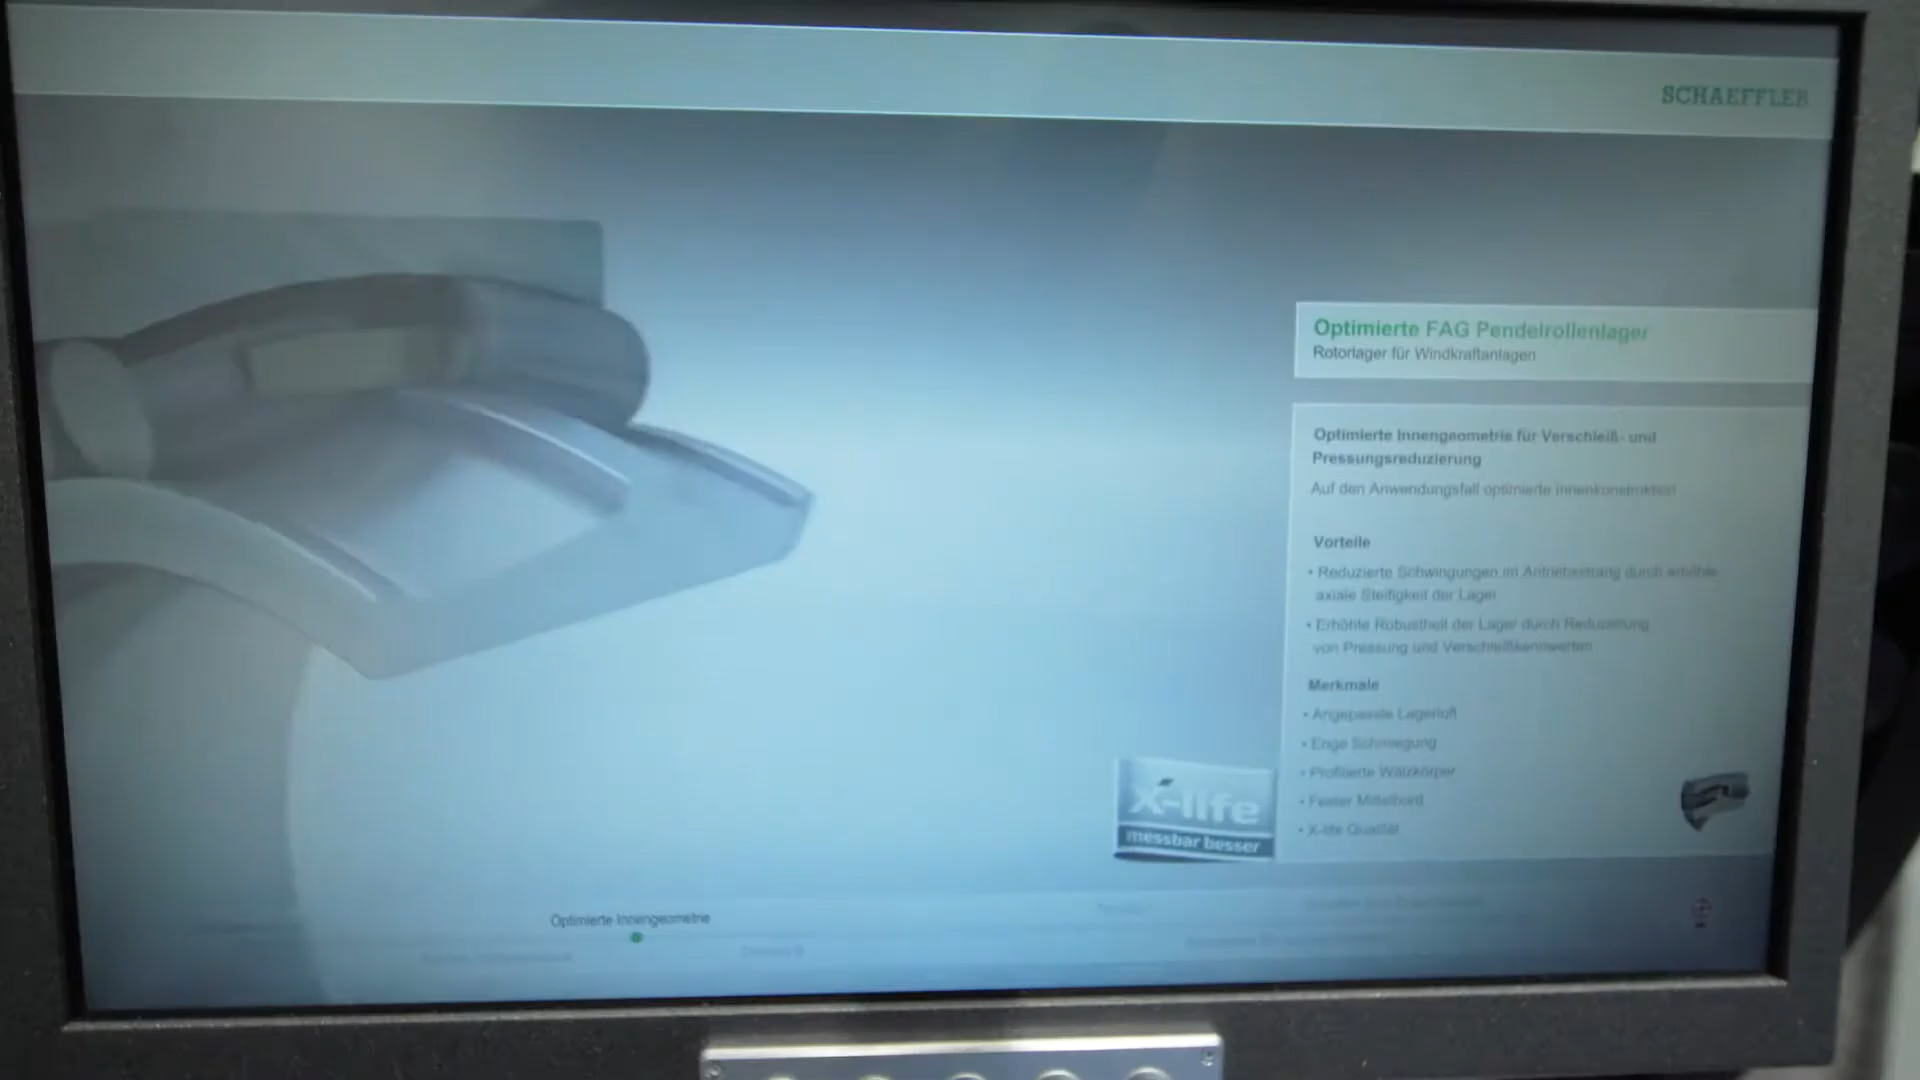 SCHAEFFLER
Optimierte FAG Pendelrollenlager
Rotorlager für Windkraftanlagen
Optimierte Innengeometrie für Verschleiß- und
Pressungsreduzierung
Auf den Anwendungsfall optimierte Innenkonstruktion
Vorteile
• Reduzierte Schwingungen im Antriebsstrang durch erhöhte
axiale Steifigkeit der Lager
• Erhöhte Robustheit der Lager durch Reduzierung
von Pressung und Verschleißkennwerten
Merkmale
• Angepasste Lagerluft
• Enge Schmiegung
• Profilierte Wälzkörper
• Fester Mittelbord
• X-life Qualität
X-life
messbar besser
Optimierte Innengeometrie